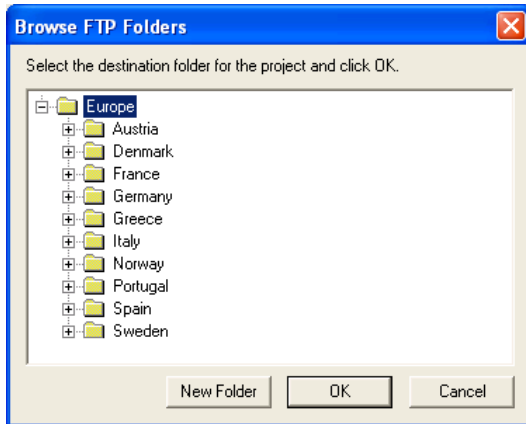 Browse FTP Folders
Select the destination folder for the project and click OK.
Europe
Austria
Denmark
France
Germany
Greece
Italy
Norway
Portugal
Spain
Sweden
New Folder OK Cancel